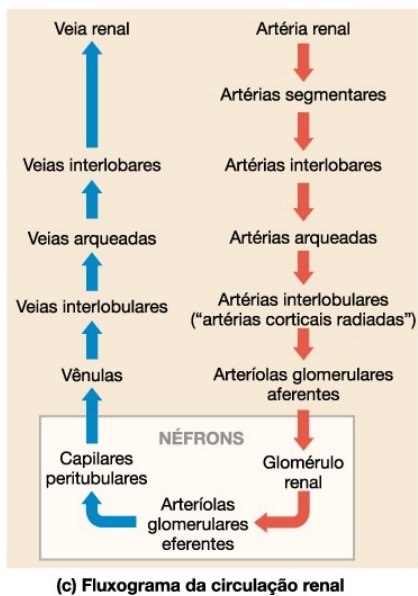 Veia renal
Artéria renal
Artérias segmentares
Veias interlobares
Artérias interlobares
Veias arqueadas
Artérias arqueadas
Veias interlobulares
Artérias interlobulares
(“artérias corticais radiadas”)
Vênulas
Arteríolas glomerulares
aferentes
NÉFRONS
Capilares
peritubulares
Glomérulo
renal
Arteríolas
glomerulares
eferentes
(c) Fluxograma da circulação renal